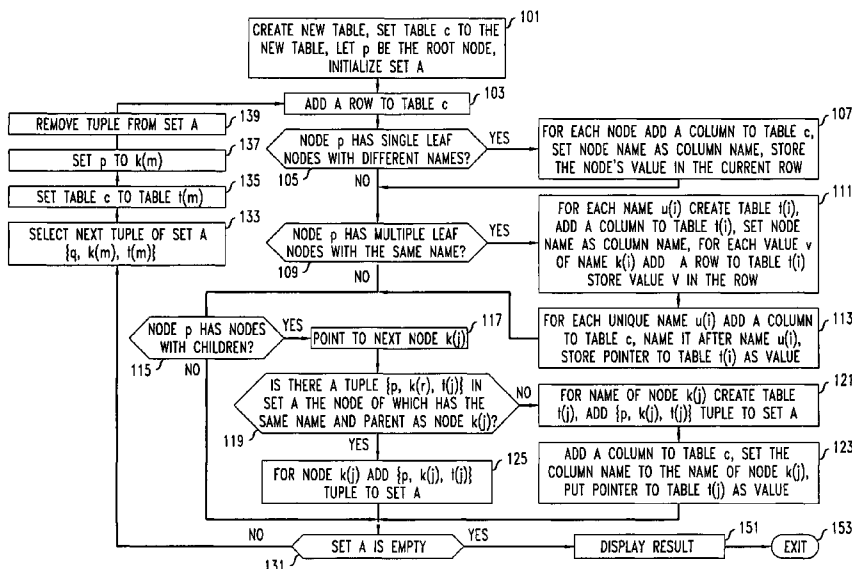 CREATE NEW TABLE, SET TABLE c TO THE
NEW TABLE, LET p BE THE ROOT NODE,
INITIALIZE SET A
101
ADD A ROW TO TABLE c
103
NODE p HAS SINGLE LEAF
NODES WITH DIFFERENT NAMES?
105
YES
NO
107
FOR EACH NODE ADD A COLUMN TO TABLE c,
SET NODE NAME AS COLUMN NAME, STORE
THE NODE'S VALUE IN THE CURRENT ROW
REMOVE TUPLE FROM SET A
139
SET p TO k(m)
137
SET TABLE c TO TABLE t(m)
135
SELECT NEXT TUPLE OF SET A
{q, k(m), t(m)}
133
NODE p HAS MULTIPLE LEAF
NODES WITH THE SAME NAME?
109
YES
NO
111
FOR EACH NAME u(i) CREATE TABLE t(i),
ADD A COLUMN TO TABLE t(i), SET NODE
NAME AS COLUMN NAME, FOR EACH VALUE v
OF NAME k(i) ADD A ROW TO TABLE t(i)
STORE VALUE V IN THE ROW
FOR EACH UNIQUE NAME u(i) ADD A COLUMN
TO TABLE c, NAME IT AFTER NAME u(i),
STORE POINTER TO TABLE t(i) AS VALUE
113
NODE p HAS NODES
WITH CHILDREN?
115
YES
NO
POINT TO NEXT NODE k(j)
117
IS THERE A TUPLE {p, k(r), t(j)} IN
SET A THE NODE OF WHICH HAS THE
SAME NAME AND PARENT AS NODE k(j)?
119
NO
YES
FOR NAME OF NODE k(j) CREATE TABLE
t(j), ADD {p, k(j), t(j)} TUPLE TO SET A
121
ADD A COLUMN TO TABLE c, SET THE
COLUMN NAME TO THE NAME OF NODE k(j),
PUT POINTER TO TABLE t(j) AS VALUE
123
FOR NODE k(j) ADD {p, k(j), t(j)}
TUPLE TO SET A
125
NO
SET A IS EMPTY
131
YES
DISPLAY RESULT
151
EXIT
153